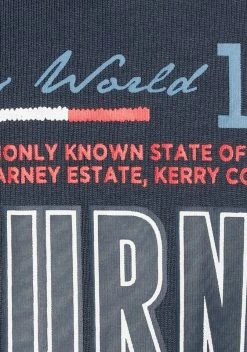 World 1
ONLY KNOWN STATE OF
ARNEY ESTATE, KERRY CO
URN